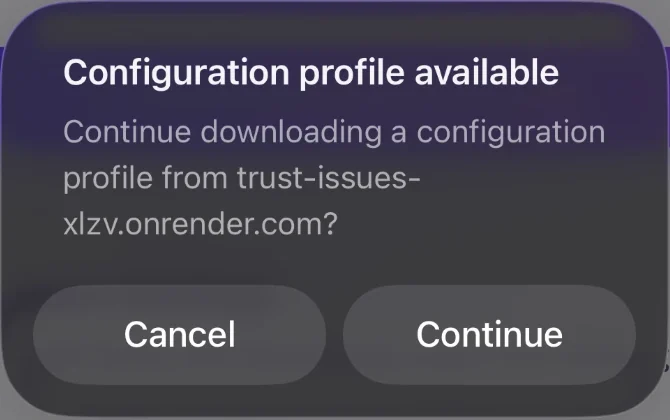 Configuration profile available
Continue downloading a configuration
profile from trust-issues-
xlzv.onrender.com?
Cancel
Continue